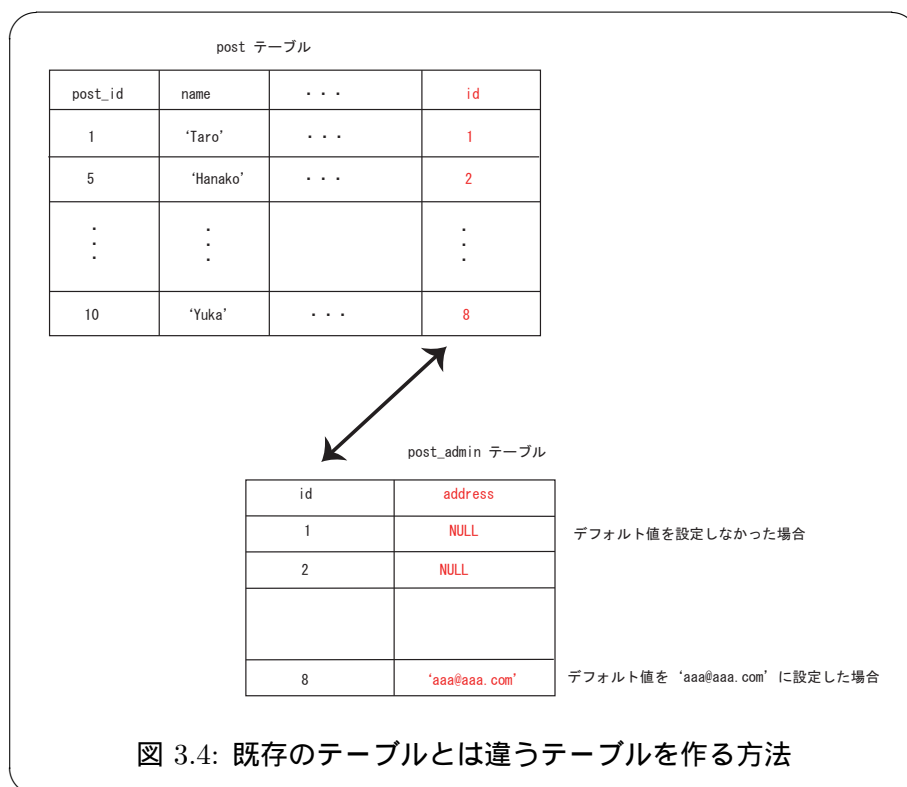 post テーブル
post_id name ・・・ id
1 ‘Taro’ ・・・ 1
5 ‘Hanako’ ・・・ 2
・ ・ ・
・ ・ ・
・ ・ ・
10 ‘Yuka’ ・・・ 8
post_admin テーブル
id address
1 NULL デフォルト値を設定しなかった場合
2 NULL
8 ‘aaa@aaa.com’ デフォルト値を‘aaa@aaa.com’に設定した場合
図 3.4: 既存のテーブルとは違うテーブルを作る方法